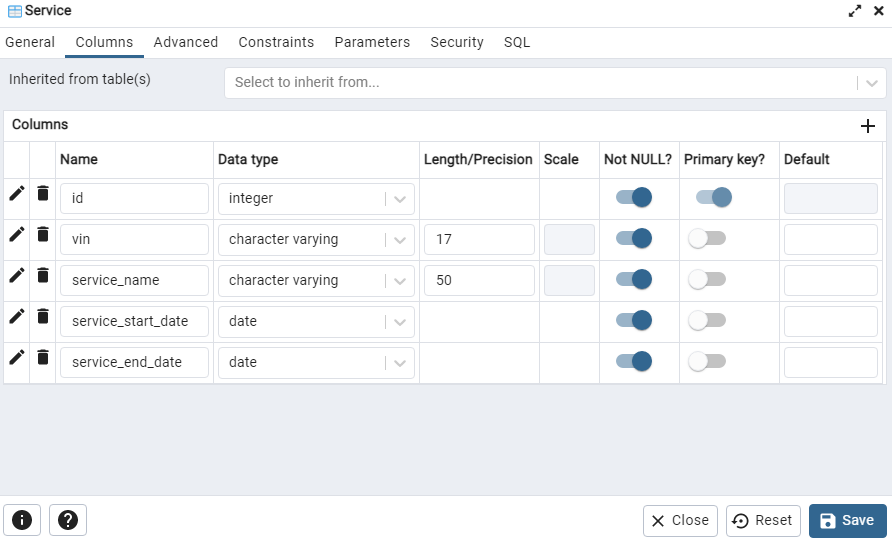 Service
General Columns Advanced Constraints Parameters Security SQL
Inherited from table(s) Select to inherit from...
Columns
Name Data type Length/Precision Scale Not NULL? Primary key? Default
id integer
vin character varying 17
service_name character varying 50
service_start_date date
service_end_date date
Close Reset Save